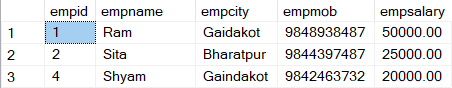 empid empname empcity empmob empsalary
1 1 Ram Gaidakot 9848938487 50000.00
2 2 Sita Bharatpur 9844397487 25000.00
3 4 Shyam Gaindakot 9842463732 20000.00